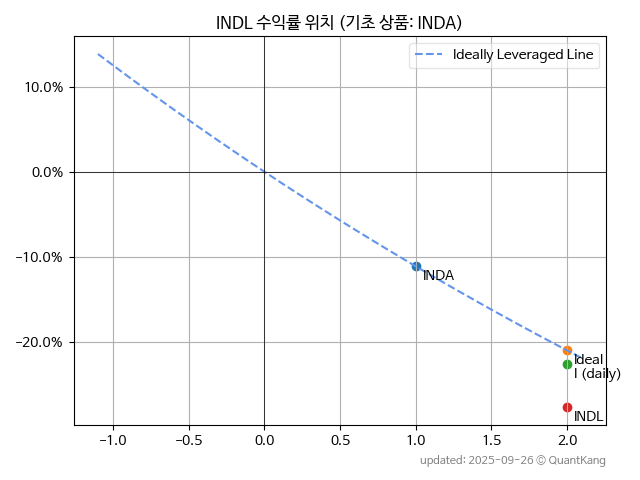 INDL 수익률 위치 (기초 상품: INDA)
Ideally Leveraged Line
10.0%
0.0%
−10.0%
−20.0%
INDA
Ideal
I (daily)
INDL
−1.0
−0.5
0.0
0.5
1.0
1.5
2.0
updated: 2025-09-26 © QuantKang